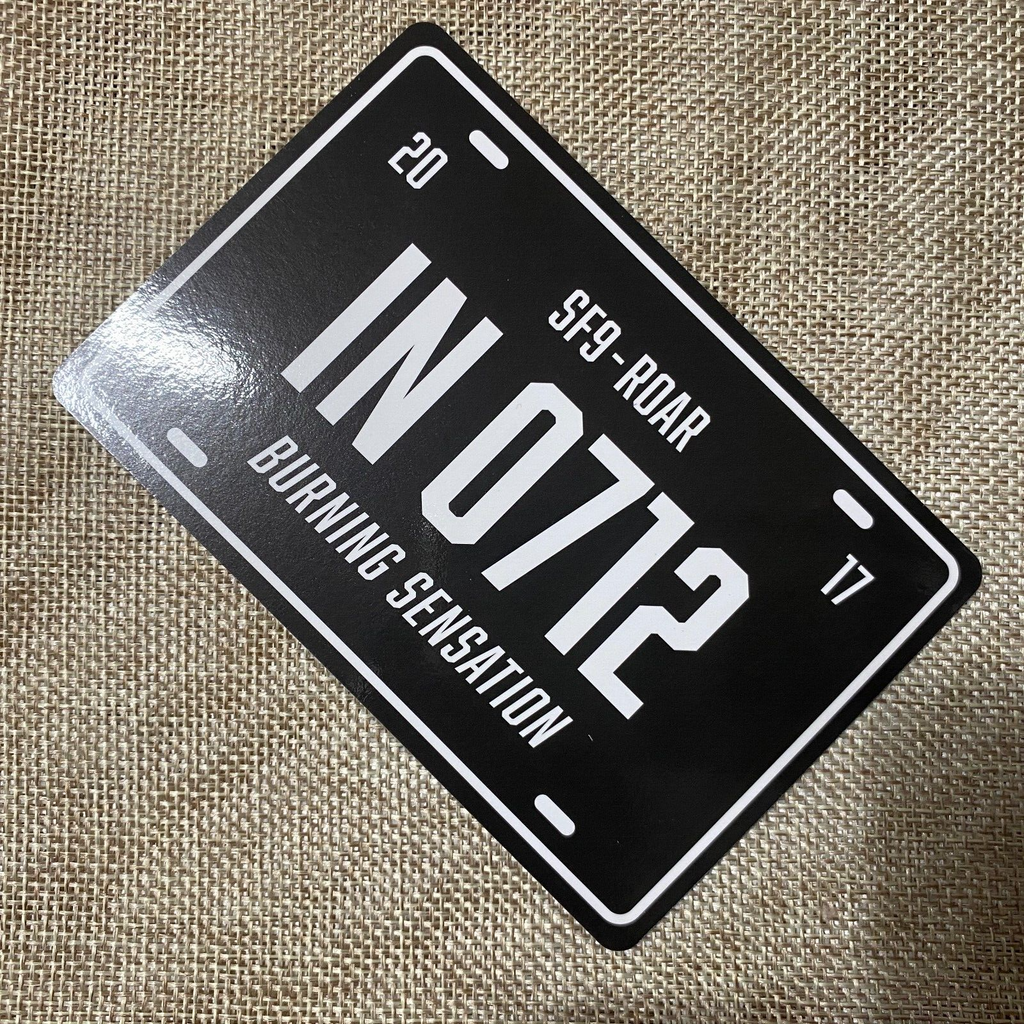 20 17
SF9-ROAR
IN 0712
BURNING SENSATION